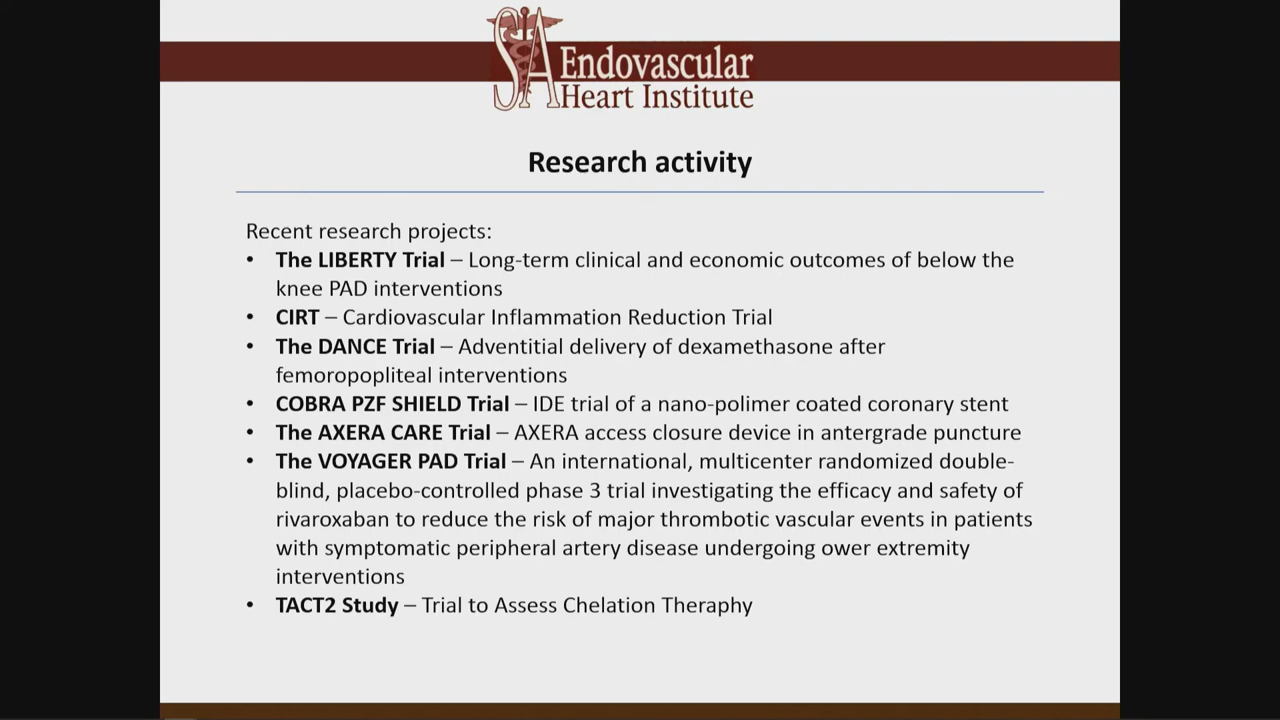 SA Endovascular
Heart Institute
Research activity
Recent research projects:
• The LIBERTY Trial – Long-term clinical and economic outcomes of below the
knee PAD interventions
• CIRT – Cardiovascular Inflammation Reduction Trial
• The DANCE Trial – Adventitial delivery of dexamethasone after
femoropopliteal interventions
• COBRA PZF SHIELD Trial – IDE trial of a nano-polimer coated coronary stent
• The AXERA CARE Trial – AXERA access closure device in antergrade puncture
• The VOYAGER PAD Trial – An international, multicenter randomized double-
blind, placebo-controlled phase 3 trial investigating the efficacy and safety of
rivaroxaban to reduce the risk of major thrombotic vascular events in patients
with symptomatic peripheral artery disease undergoing ower extremity
interventions
• TACT2 Study – Trial to Assess Chelation Theraphy